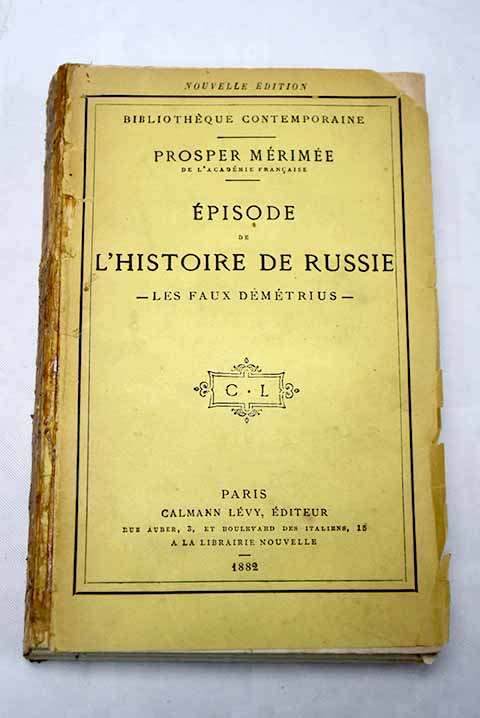 NOUVELLE ÉDITION
BIBLIOTHÈQUE CONTEMPORAINE
PROSPER MÉRIMÉE
DE L'ACADÉMIE FRANÇAISE
ÉPISODE
DE
L'HISTOIRE DE RUSSIE
— LES FAUX DÉMÉTRIUS —
C · L
PARIS
CALMANN LÉVY, ÉDITEUR
RUE AUBER, 3, ET BOULEVARD DES ITALIENS, 15
A LA LIBRAIRIE NOUVELLE
1882